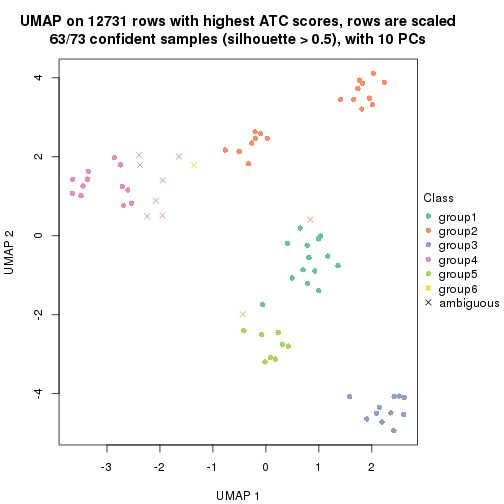 UMAP on 12731 rows with highest ATC scores, rows are scaled
63/73 confident samples (silhouette > 0.5), with 10 PCs
4
2
0
-2
-4
UMAP 2
-3
-2
-1
0
1
2
UMAP 1
Class
group1
group2
group3
group4
group5
group6
ambiguous